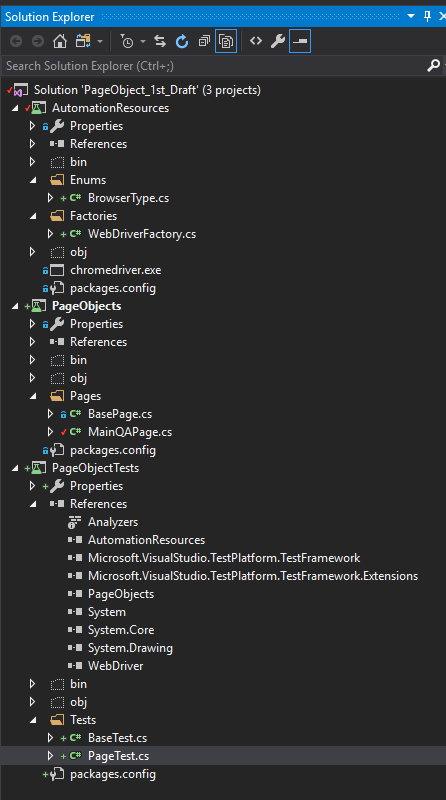 Solution Explorer
Search Solution Explorer (Ctrl+;)
Solution 'PageObject_1st_Draft' (3 projects)
AutomationResources
Properties
References
bin
Enums
C# BrowserType.cs
Factories
C# WebDriverFactory.cs
obj
chromedriver.exe
packages.config
PageObjects
Properties
References
bin
obj
Pages
C# BasePage.cs
C# MainQAPage.cs
packages.config
PageObjectTests
Properties
References
Analyzers
AutomationResources
Microsoft.VisualStudio.TestPlatform.TestFramework
Microsoft.VisualStudio.TestPlatform.TestFramework.Extensions
PageObjects
System
System.Core
System.Drawing
WebDriver
bin
obj
Tests
C# BaseTest.cs
C# PageTest.cs
packages.config